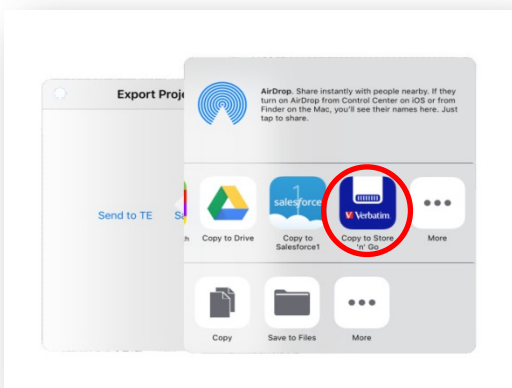 Export Proje
AirDrop. Share instantly with people nearby. If they
turn on AirDrop from Control Center on iOS or from
Finder on the Mac, you'll see their names here. Just
tap to share.
Send to TE
salesforce
1
Verbatim
Copy to Drive
Copy to
Salesforce1
Copy to Store
'n' Go
More
Copy
Save to Files
More